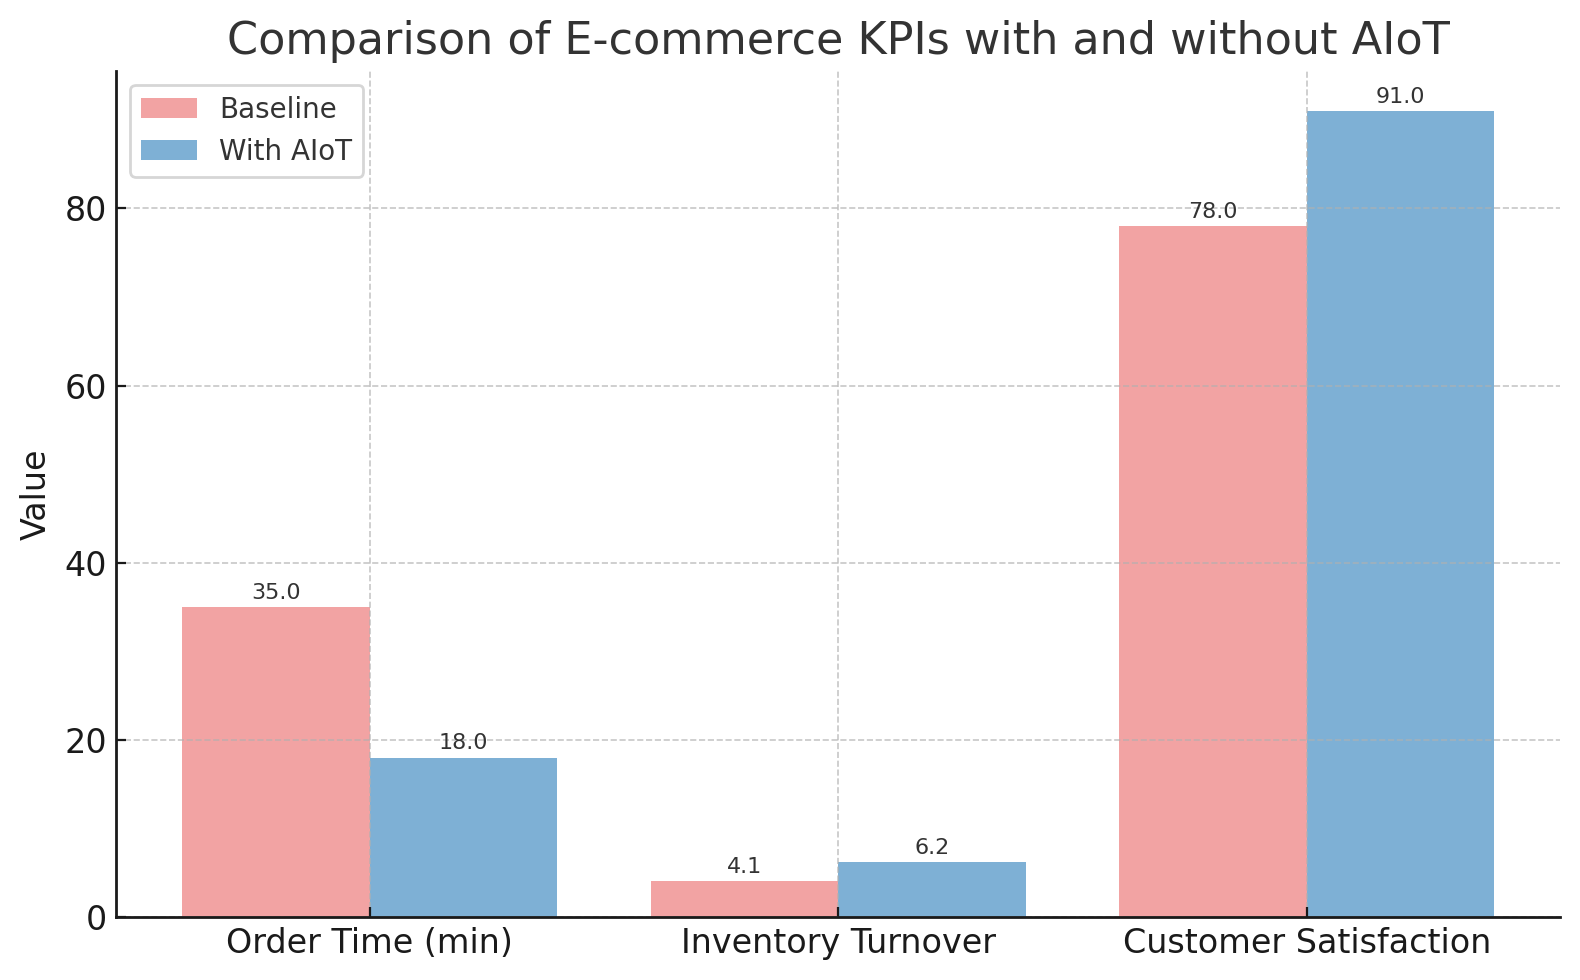 Comparison of E-commerce KPIs with and without AIoT
Baseline
With AIoT
91.0
80
78.0
60
Value
40
35.0
20
18.0
6.2
4.1
0
Order Time (min)
Inventory Turnover
Customer Satisfaction